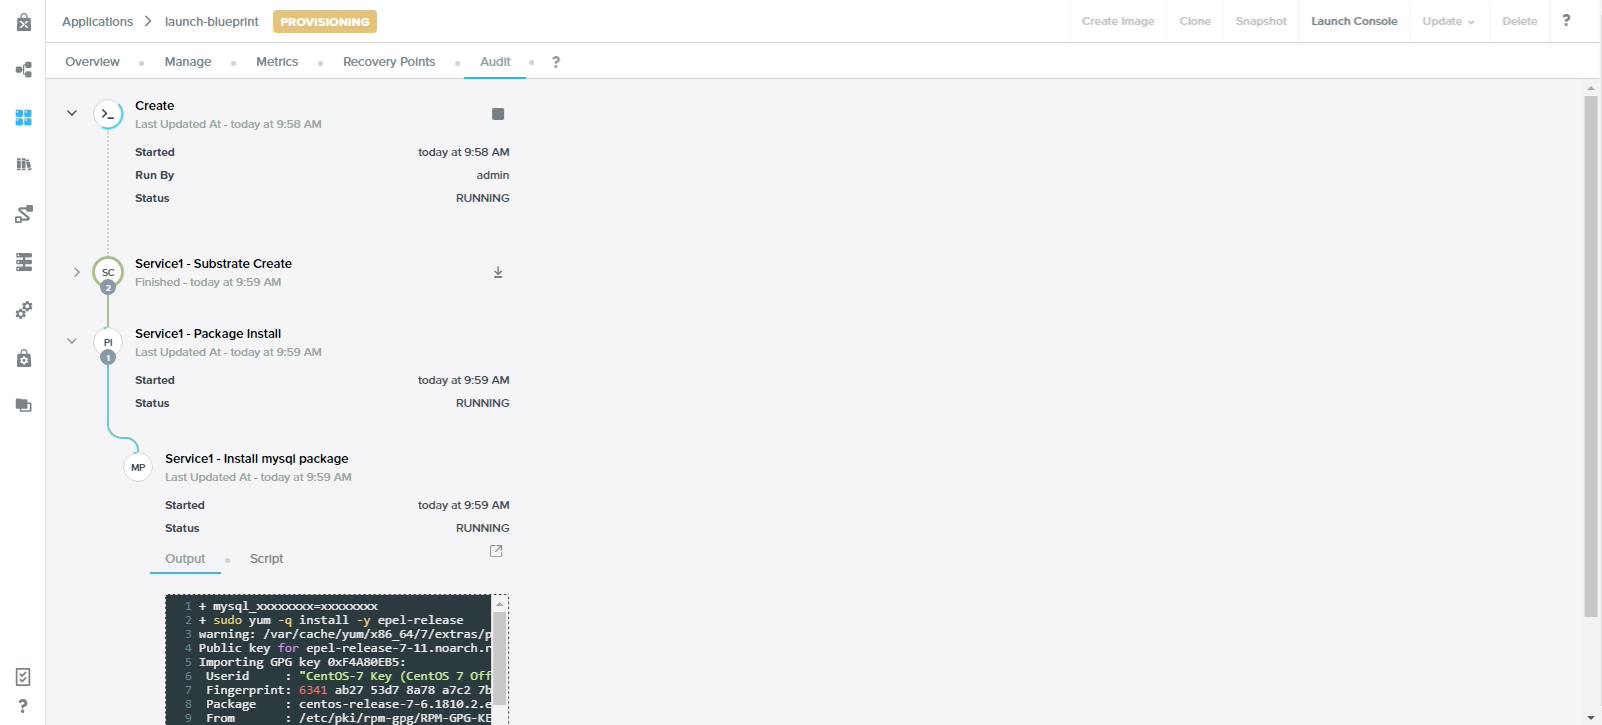 Applications > launch-blueprint PROVISIONING Create Image Clone Snapshot Launch Console Update Delete ?
Overview Manage Metrics Recovery Points Audit ?
Create
Last Updated At - today at 9:58 AM
Started today at 9:58 AM
Run By admin
Status RUNNING
SC
2
Service1 - Substrate Create
Finished - today at 9:59 AM
PI
1
Service1 - Package Install
Last Updated At - today at 9:59 AM
Started today at 9:59 AM
Status RUNNING
MP
Service1 - Install mysql package
Last Updated At - today at 9:59 AM
Started today at 9:59 AM
Status RUNNING
Output Script
1 + mysql_xxxxxxxx=xxxxxxxx
2 + sudo yum -q install -y epel-release
3 warning: /var/cache/yum/x86_64/7/extras/p
4 Public key for epel-release-7-11.noarch.r
5 Importing GPG key 0xF4A80EB5:
6 Userid : "CentOS-7 Key (CentOS 7 Off
7 Fingerprint: 6341 ab27 53d7 8a78 a7c2 7b
8 Package : centos-release-7-6.1810.2.e
9 From : /etc/pki/rpm-gpg/RPM-GPG-KE
?